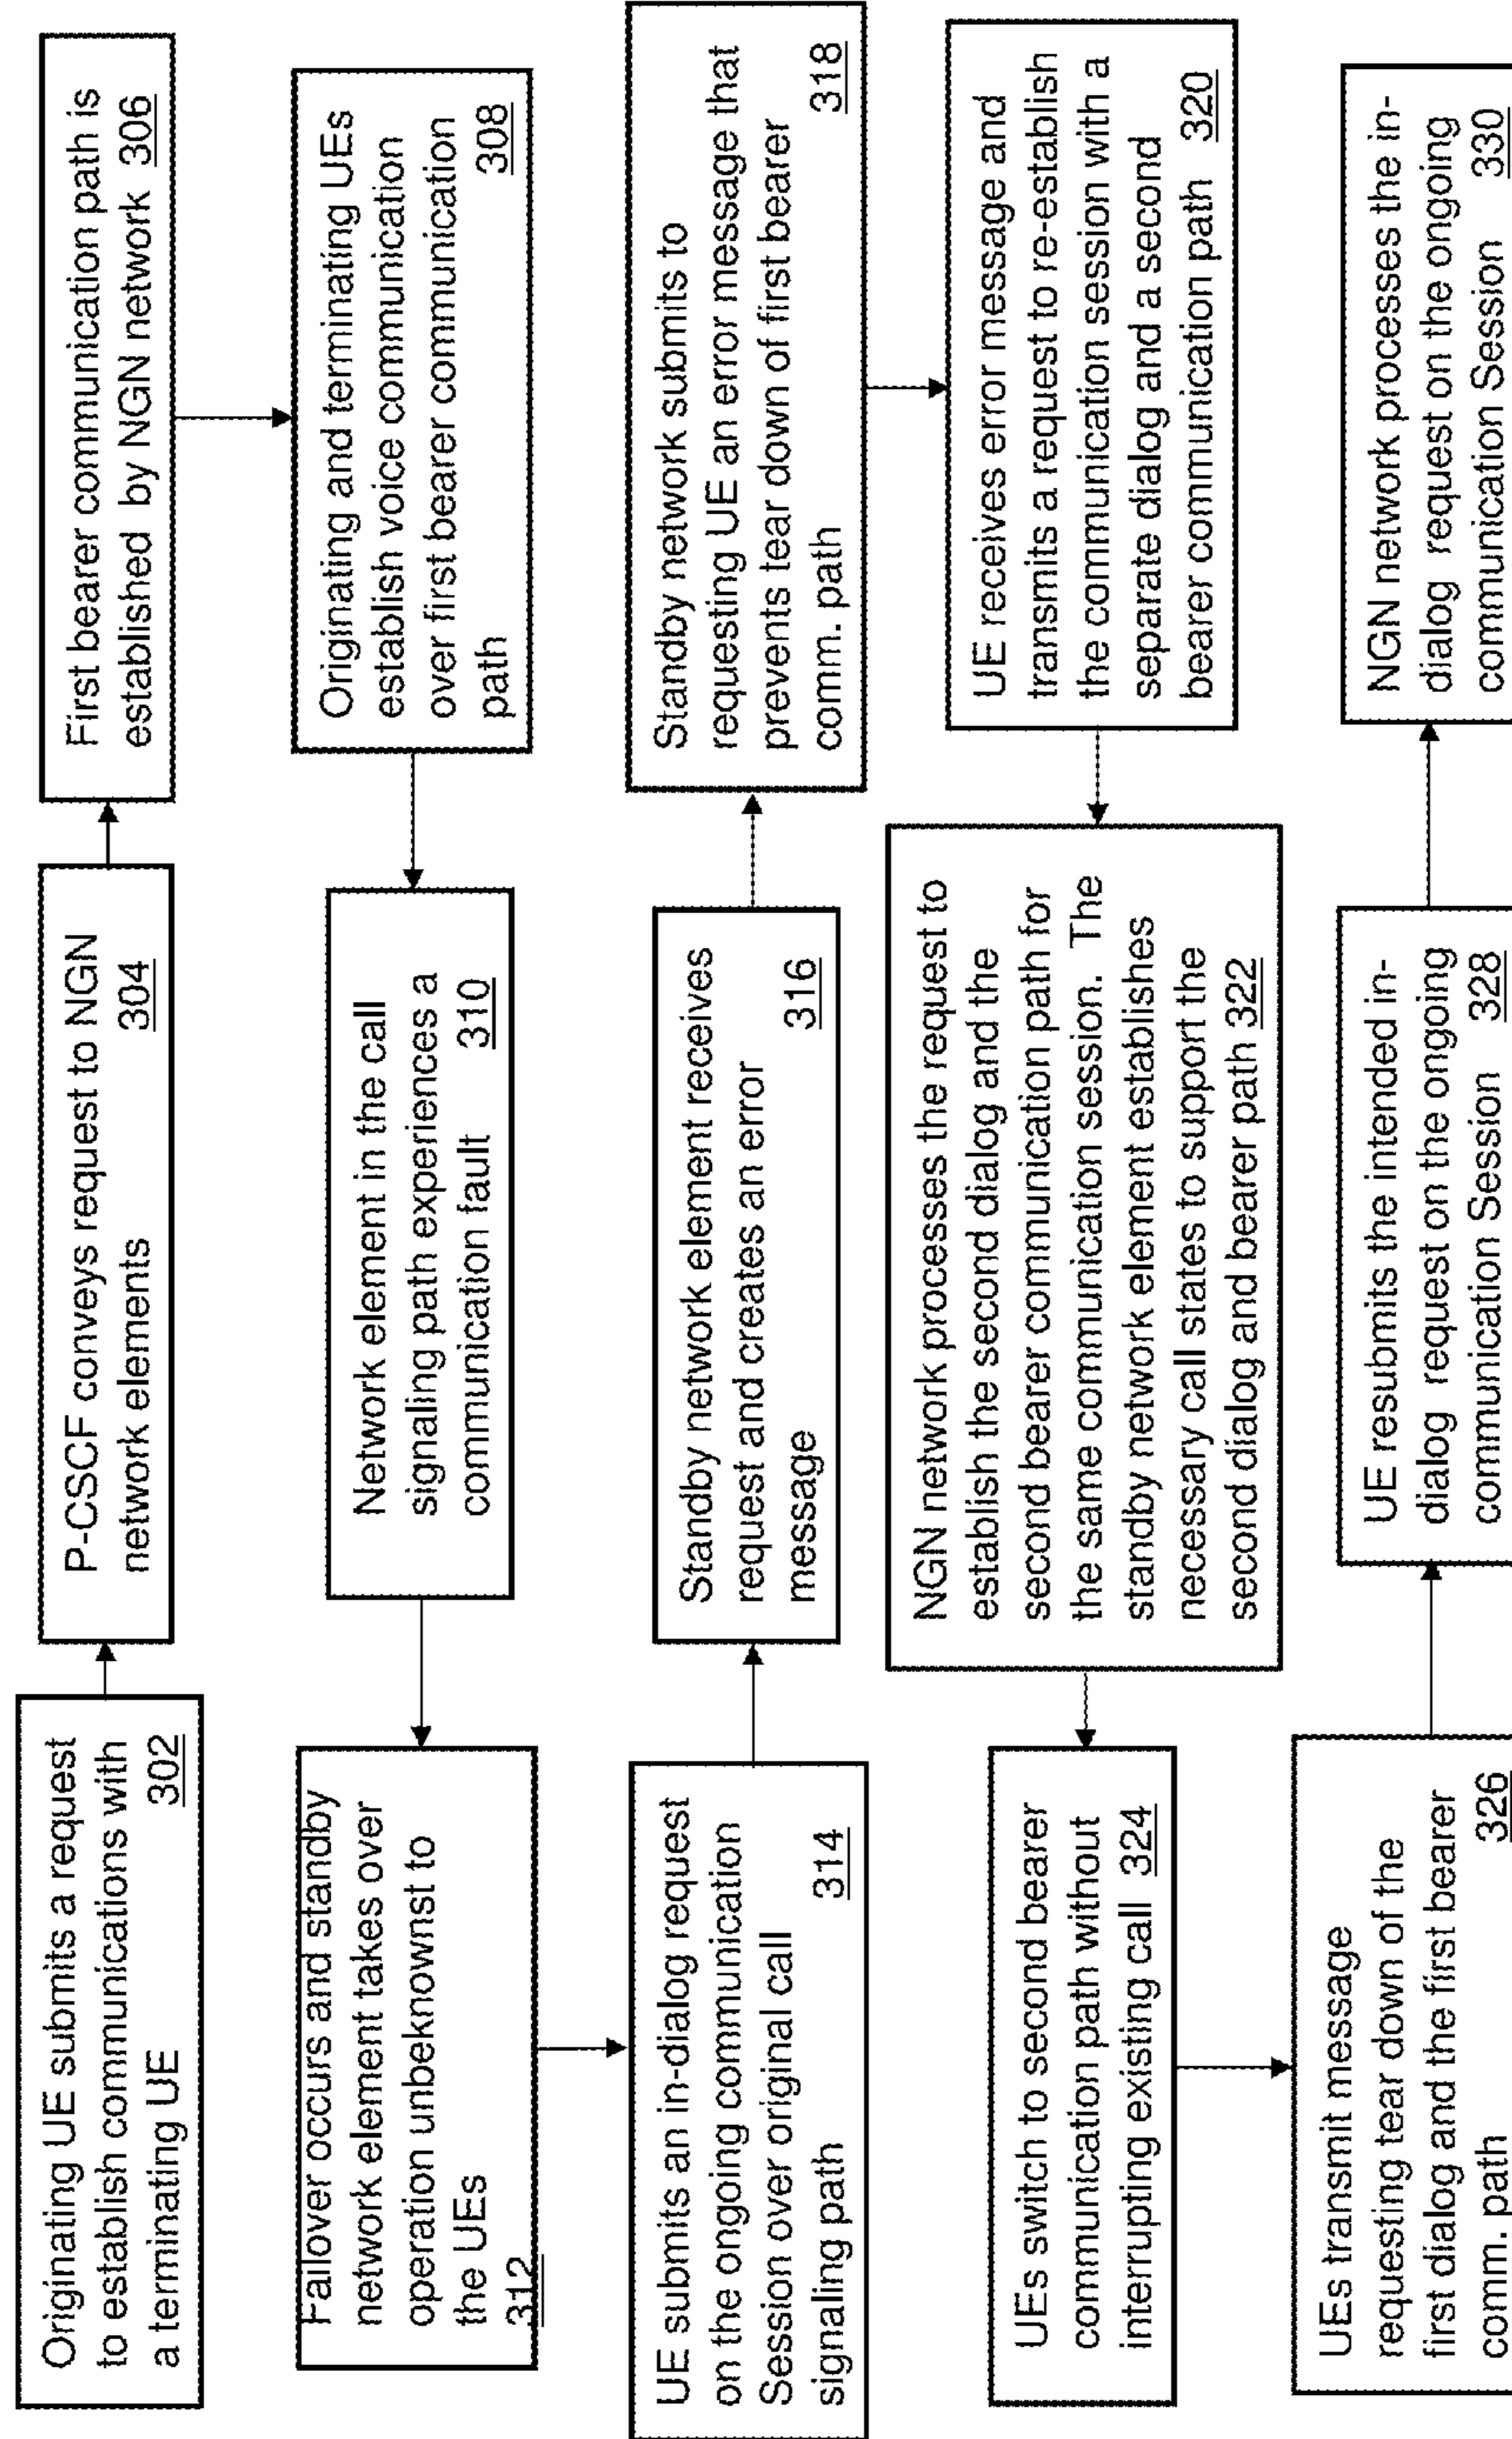 Originating UE submits a request
to establish communications with
a terminating UE 302
P-CSCF conveys request to NGN
network elements 304
First bearer communication path is
established by NGN network 306
Originating and terminating UEs
establish voice communication
over first bearer communication
path 308
Network element in the call
signaling path experiences a
communication fault 310
Failover occurs and standby
network element takes over
operation unbeknownst to
the UEs
312
UE submits an in-dialog request
on the ongoing communication
Session over original call
signaling path 314
Standby network element receives
request and creates an error
message 316
Standby network submits to
requesting UE an error message that
prevents tear down of first bearer
comm. path 318
UE receives error message and
transmits a request to re-establish
the communication session with a
separate dialog and a second
bearer communication path 320
NGN network processes the request to
establish the second dialog and the
second bearer communication path for
the same communication session. The
standby network element establishes
necessary call states to support the
second dialog and bearer path 322
UEs switch to second bearer
communication path without
interrupting existing call 324
UEs transmit message
requesting tear down of the
first dialog and the first bearer
comm. path 326
UE resubmits the intended in-
dialog request on the ongoing
communication Session 328
NGN network processes the in-
dialog request on the ongoing
communication Session 330